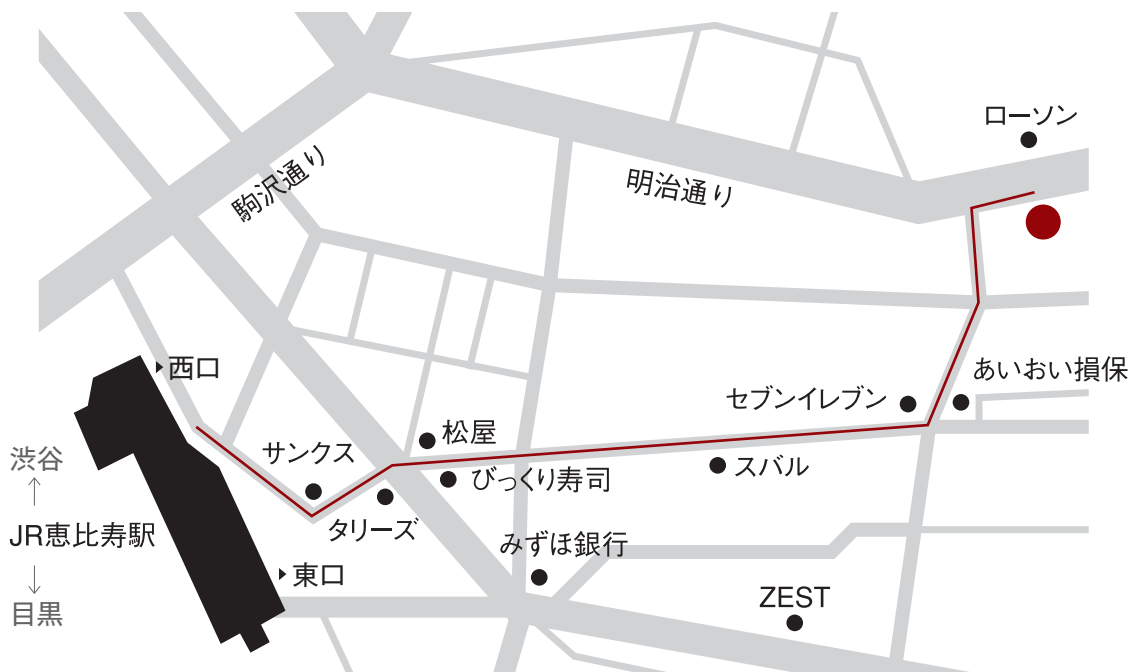 ローソン
駒沢通り
明治通り
西口
あいおい損保
セブンイレブン
松屋
サンクス
渋谷
スバル
びっくり寿司
タリーズ
JR恵比寿駅
みずほ銀行
東口
ZEST
目黒